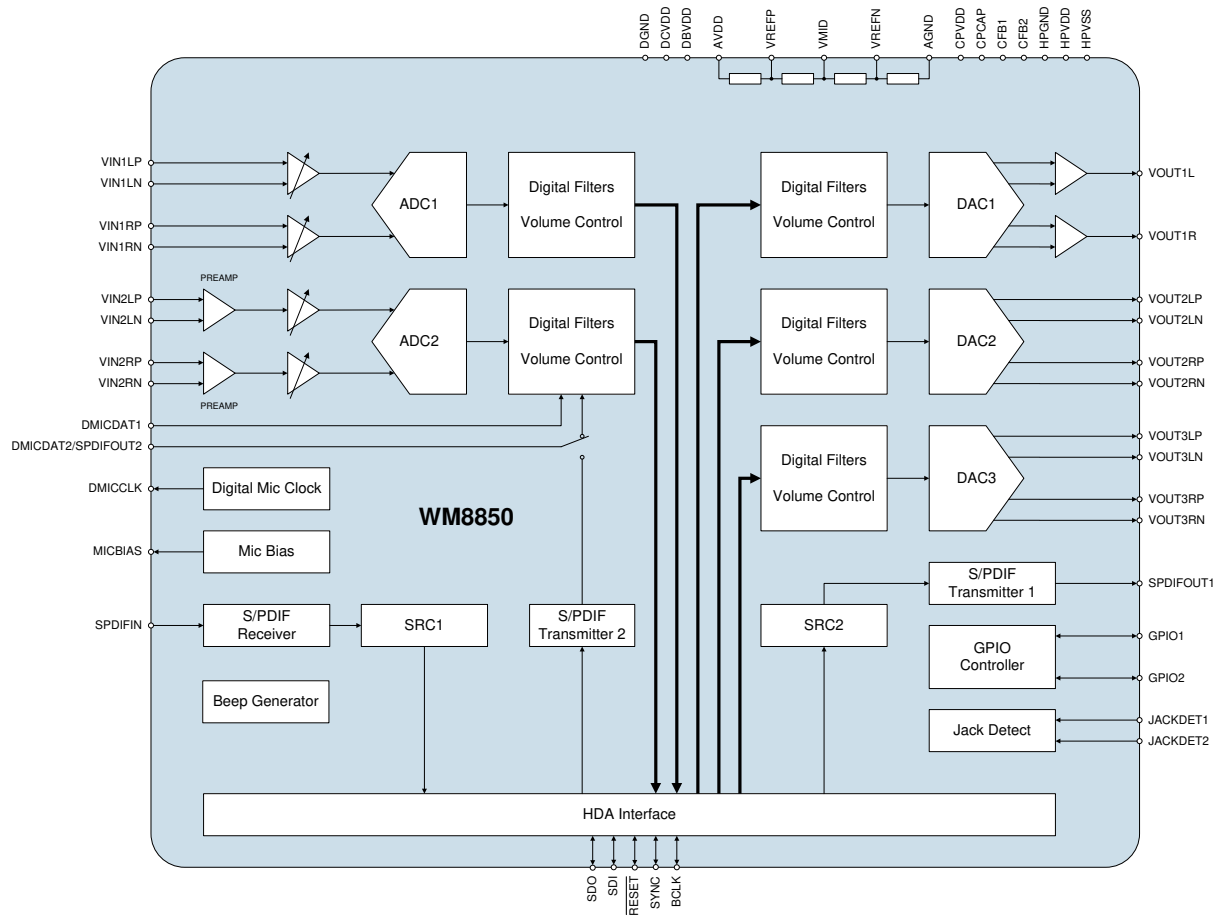 DGND
DCVDD
DBVDD
AVDD
VREFP
VMID
VREFN
AGND
CPVDD
CPCAP
CFB1
CFB2
HPGND
HPVDD
HPVSS
VIN1LP
VIN1LN
VIN1RP
VIN1RN
ADC1
Digital Filters
Volume Control
Digital Filters
Volume Control
DAC1
VOUT1L
VOUT1R
PREAMP
VIN2LP
VIN2LN
VIN2RP
VIN2RN
PREAMP
ADC2
Digital Filters
Volume Control
Digital Filters
Volume Control
DAC2
VOUT2LP
VOUT2LN
VOUT2RP
VOUT2RN
DMICDAT1
DMICDAT2/SPDIFOUT2
DMICCLK
Digital Mic Clock
MICBIAS
Mic Bias
WM8850
Digital Filters
Volume Control
DAC3
VOUT3LP
VOUT3LN
VOUT3RP
VOUT3RN
SPDIFIN
S/PDIF
Receiver
SRC1
S/PDIF
Transmitter 2
SRC2
S/PDIF
Transmitter 1
SPDIFOUT1
GPIO
Controller
GPIO1
GPIO2
Beep Generator
Jack Detect
JACKDET1
JACKDET2
HDA Interface
SDO
SDI
RESET
SYNC
BCLK